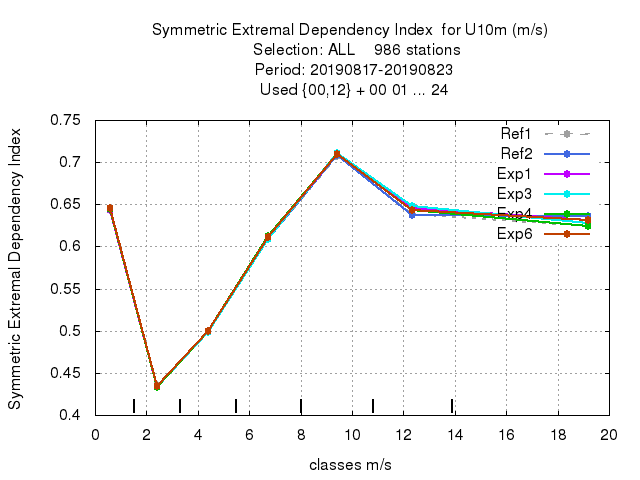 Symmetric Extremal Dependency Index  for U10m (m/s)
Selection: ALL    986 stations
Period: 20190817-20190823
Used {00,12} + 00 01 ... 24
Symmetric Extremal Dependency Index
0.75
0.7
0.65
0.6
0.55
0.5
0.45
0.4
Ref1
Ref2
Exp1
Exp3
Exp4
Exp6
0 2 4 6 8 10 12 14 16 18 20
classes m/s